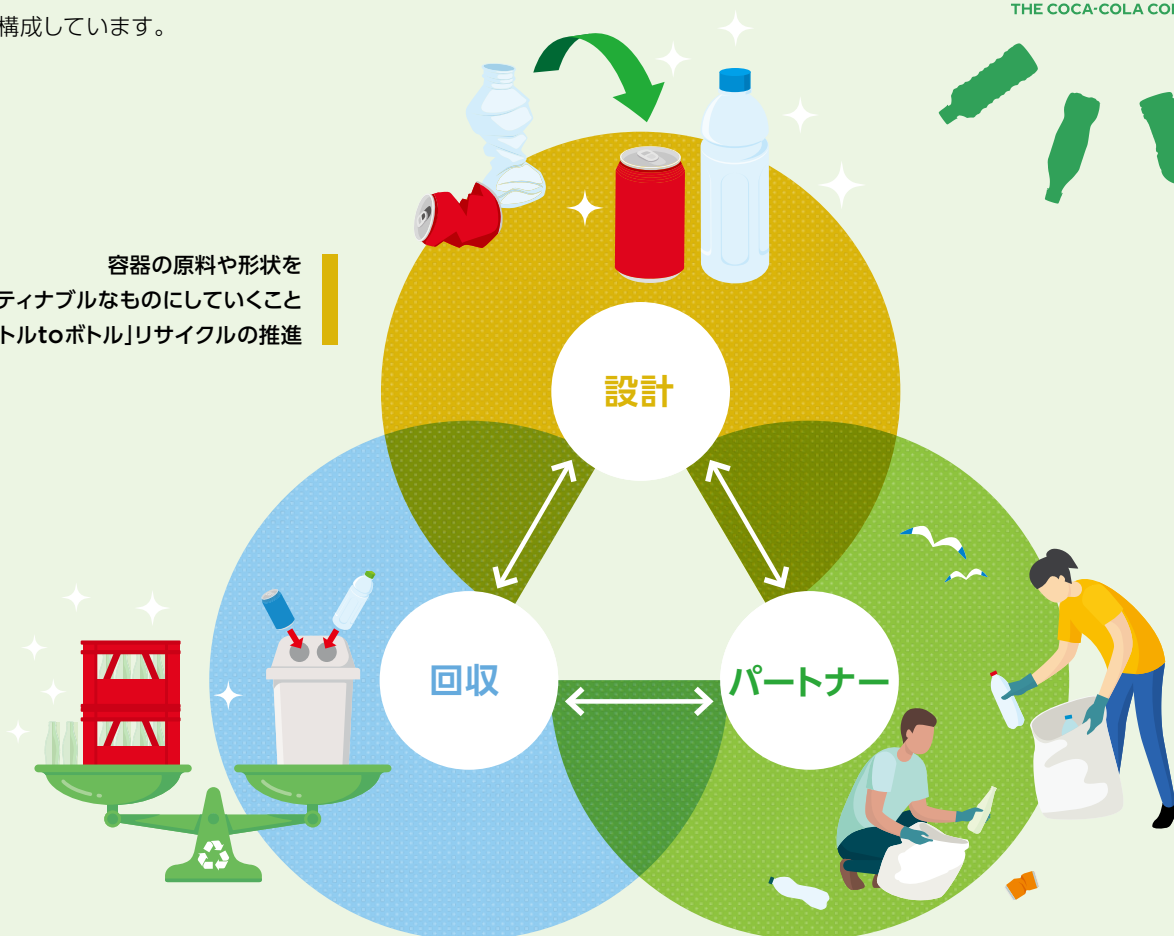 構成しています。
THE COCA-COLA CO
容器の原料や形状を
ティナブルなものにしていくこと
トルtoボトル」リサイクルの推進
設計
回収
パートナー